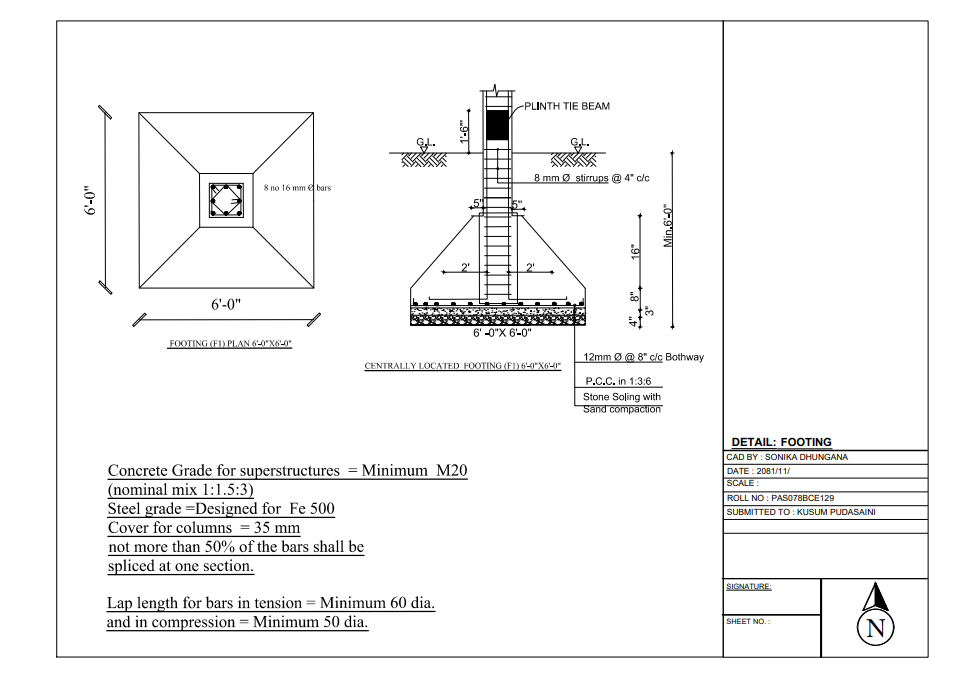 6'-0"
8 no 16 mm Ø bars
6'-0"
FOOTING (F1) PLAN 6'-0"X6'-0"
PLINTH TIE BEAM
1'-6"
G.L.
G.L.
8 mm Ø stirrups @ 4" c/c
5"
5"
Min.6'-0"
16"
2'
2'
8"
3"
4"
6' -0"X 6'-0"
CENTRALLY LOCATED FOOTING (F1) 6'-0"X6'-0"
12mm Ø @ 8" c/c Bothway
P.C.C. in 1:3:6
Stone Soling with
Sand compaction
Concrete Grade for superstructures = Minimum M20
(nominal mix 1:1.5:3)
Steel grade =Designed for Fe 500
Cover for columns = 35 mm
not more than 50% of the bars shall be
spliced at one section.
Lap length for bars in tension = Minimum 60 dia.
and in compression = Minimum 50 dia.
DETAIL: FOOTING
CAD BY : SONIKA DHUNGANA
DATE : 2081/11/
SCALE :
ROLL NO : PAS078BCE129
SUBMITTED TO : KUSUM PUDASAINI
SIGNATURE:
SHEET NO. :
N